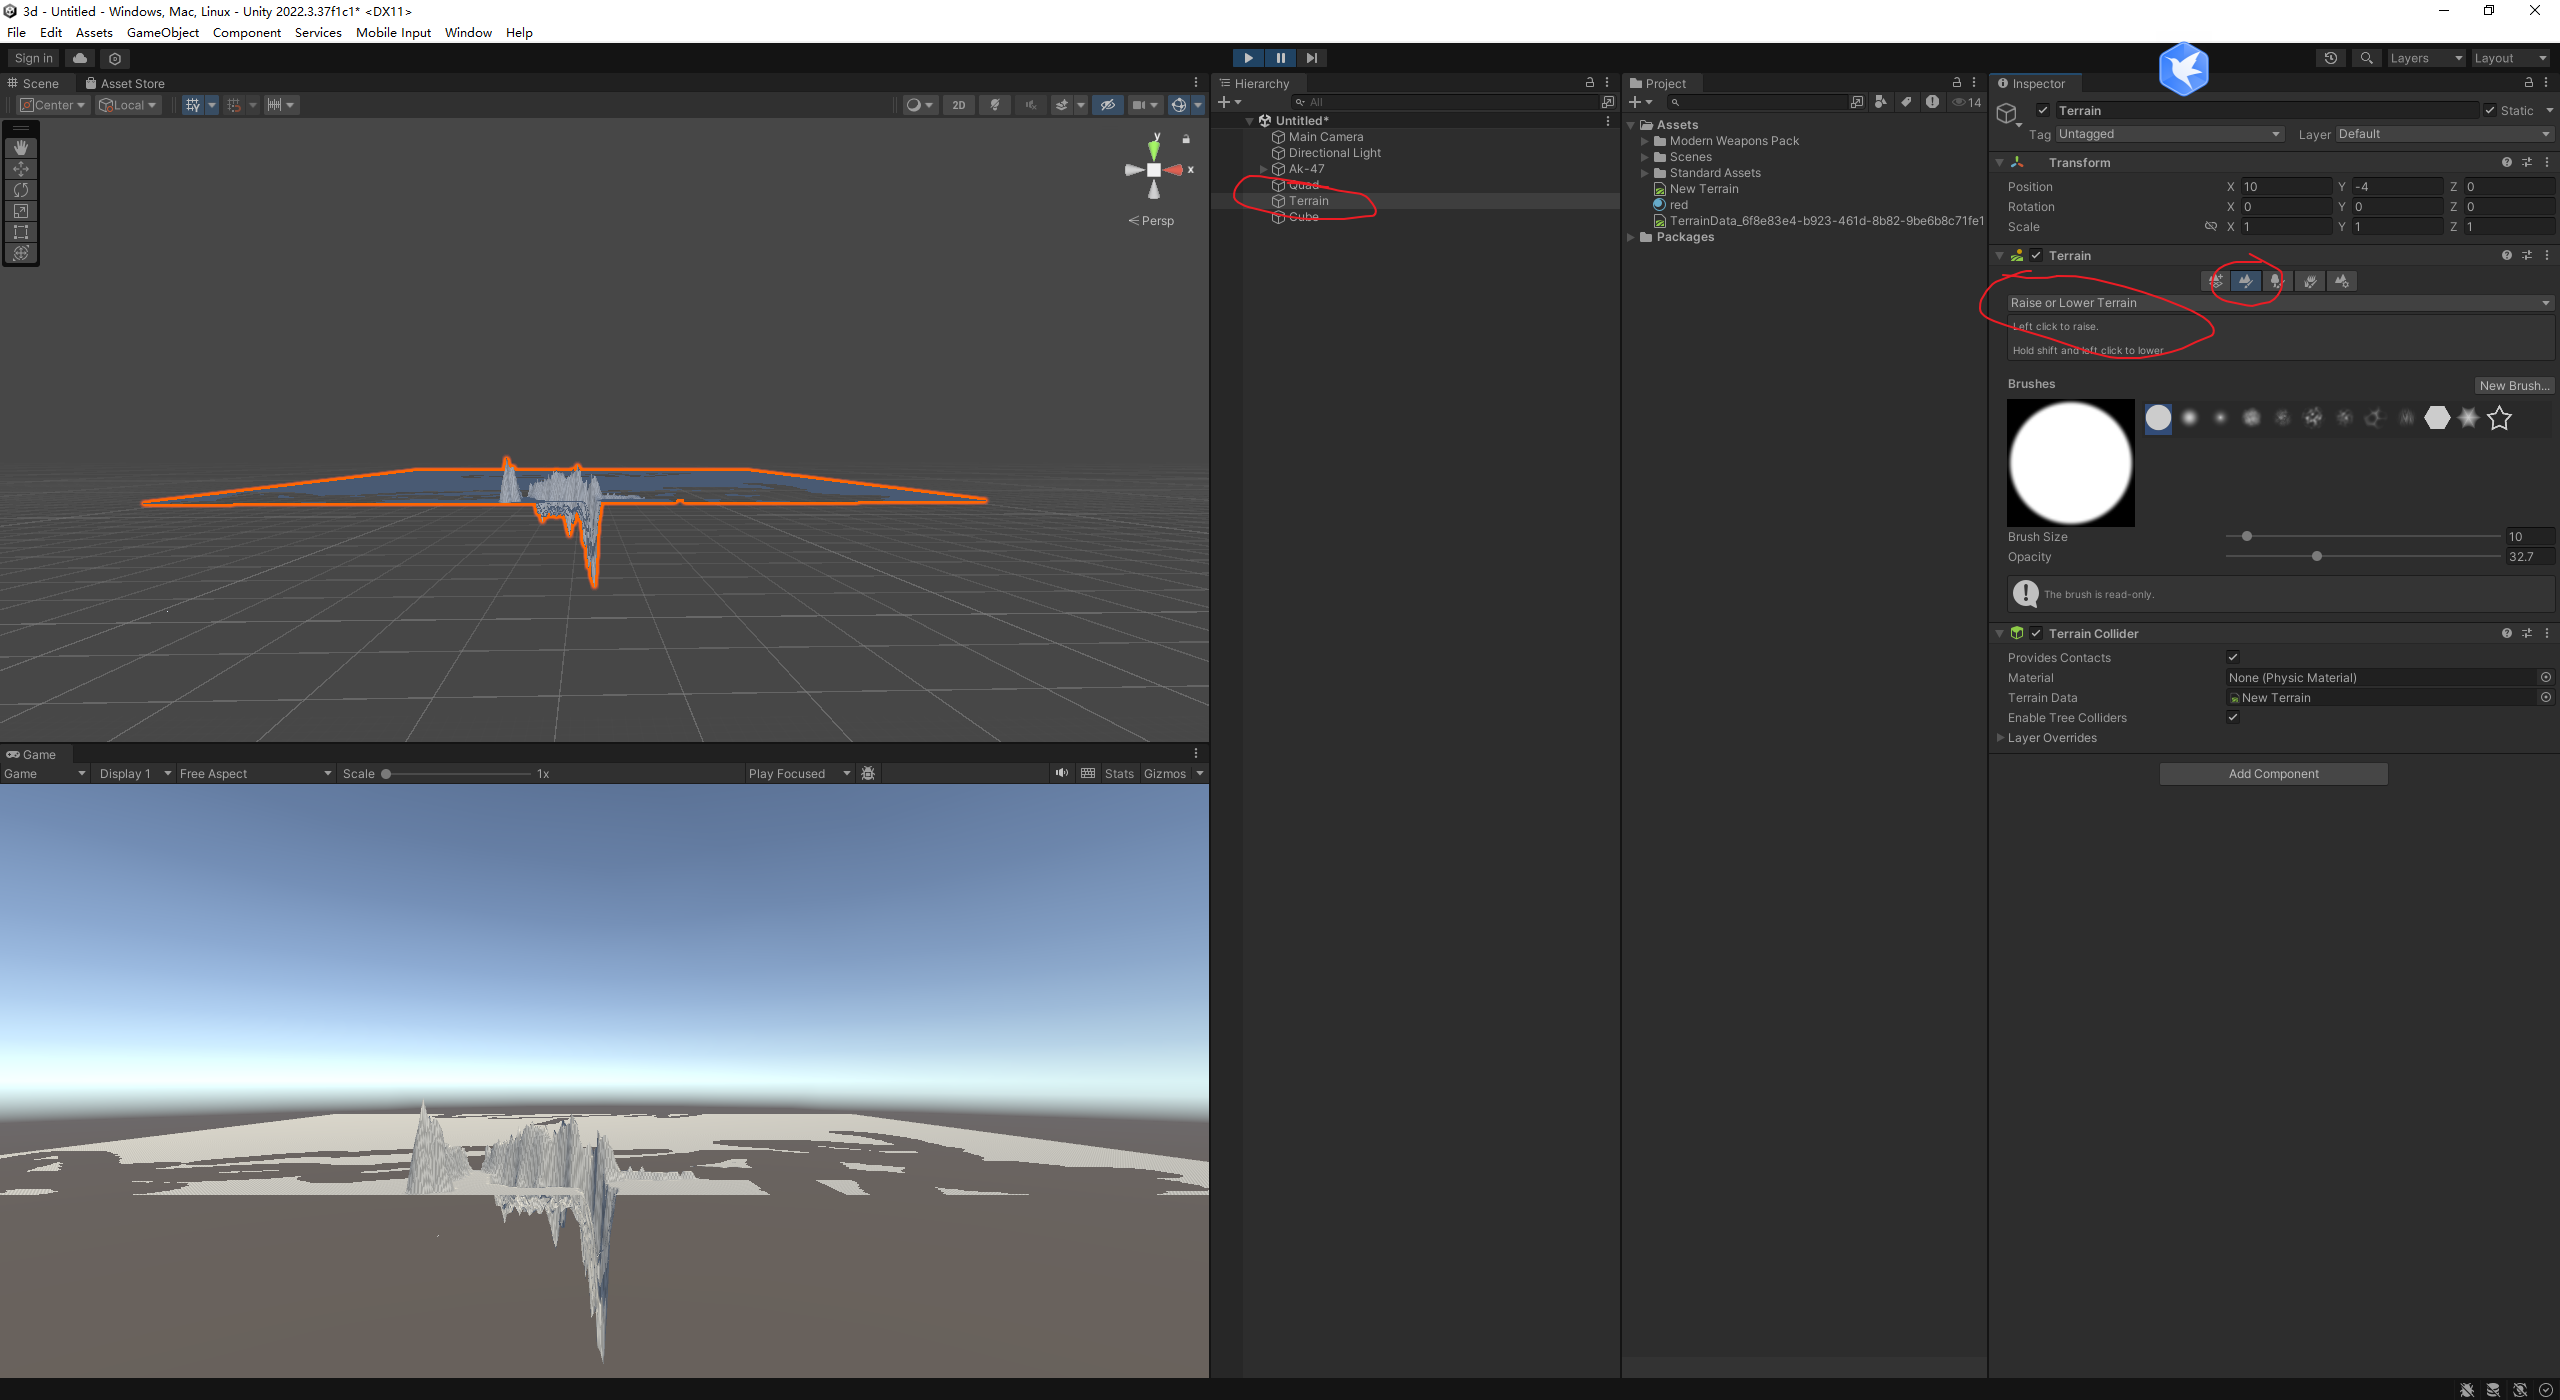 3d - Untitled - Windows, Mac, Linux - Unity 2022.3.37f1c1* <DX11>
File Edit Assets GameObject Component Services Mobile Input Window Help
Sign in
Layers
Layout
Scene
Asset Store
Center
Local
2D
y
x
Persp
Game
Game
Display 1
Free Aspect
Scale
1x
Play Focused
Stats
Gizmos
Hierarchy
All
Untitled*
Main Camera
Directional Light
Ak-47
Quad
Terrain
Cube
Project
14
Assets
Modern Weapons Pack
Scenes
Standard Assets
New Terrain
red
TerrainData_6f8e83e4-b923-461d-8b82-9be6b8c71fe1
Packages
Inspector
Terrain
Static
Tag Untagged
Layer Default
Transform
Position X 10 Y -4 Z 0
Rotation X 0 Y 0 Z 0
Scale X 1 Y 1 Z 1
Terrain
Raise or Lower Terrain
Left click to raise.
Hold shift and left click to lower
Brushes
New Brush...
Brush Size 10
Opacity 32.7
The brush is read-only.
Terrain Collider
Provides Contacts
Material None (Physic Material)
Terrain Data New Terrain
Enable Tree Colliders
Layer Overrides
Add Component